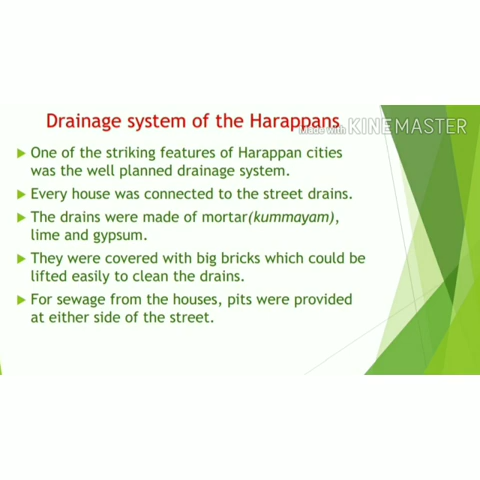 Drainage system of the Harappans
Made with KINEMASTER
One of the striking features of Harappan cities
was the well planned drainage system.
Every house was connected to the street drains.
The drains were made of mortar(kummayam),
lime and gypsum.
They were covered with big bricks which could be
lifted easily to clean the drains.
For sewage from the houses, pits were provided
at either side of the street.